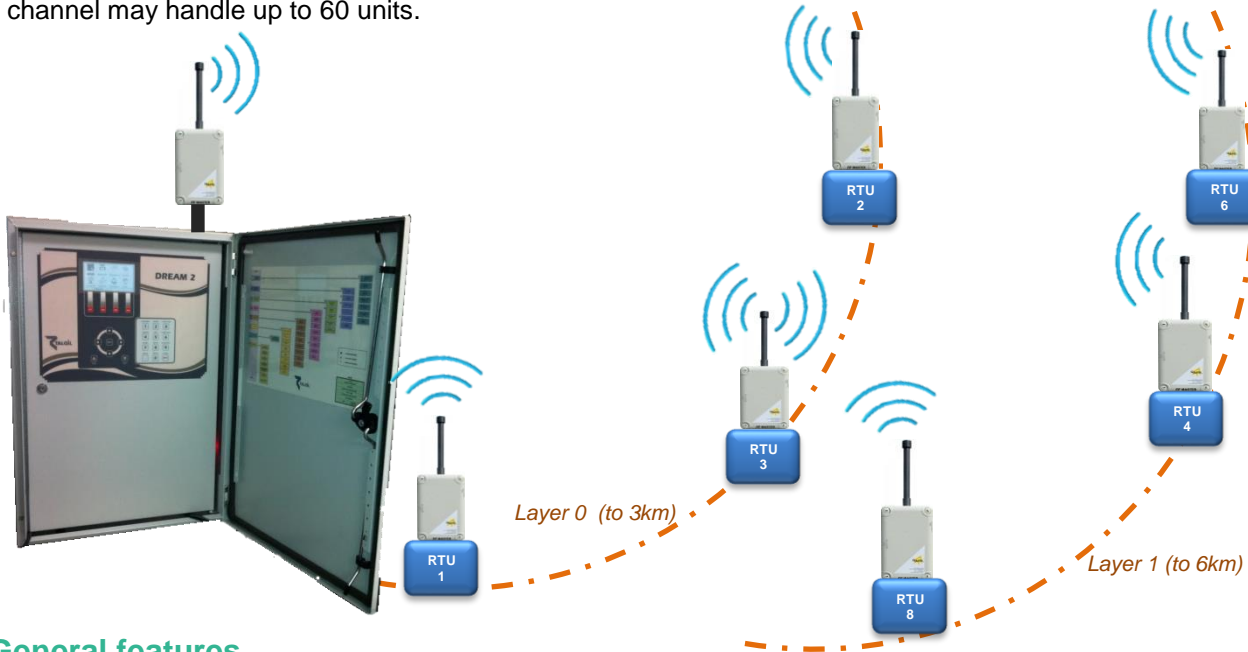 channel may handle up to 60 units.
DREAM 2
TALGIL
RTU
2
RTU
6
RTU
3
RTU
4
RTU
1
RTU
8
Layer 0 (to 3km)
Layer 1 (to 6km)
General features